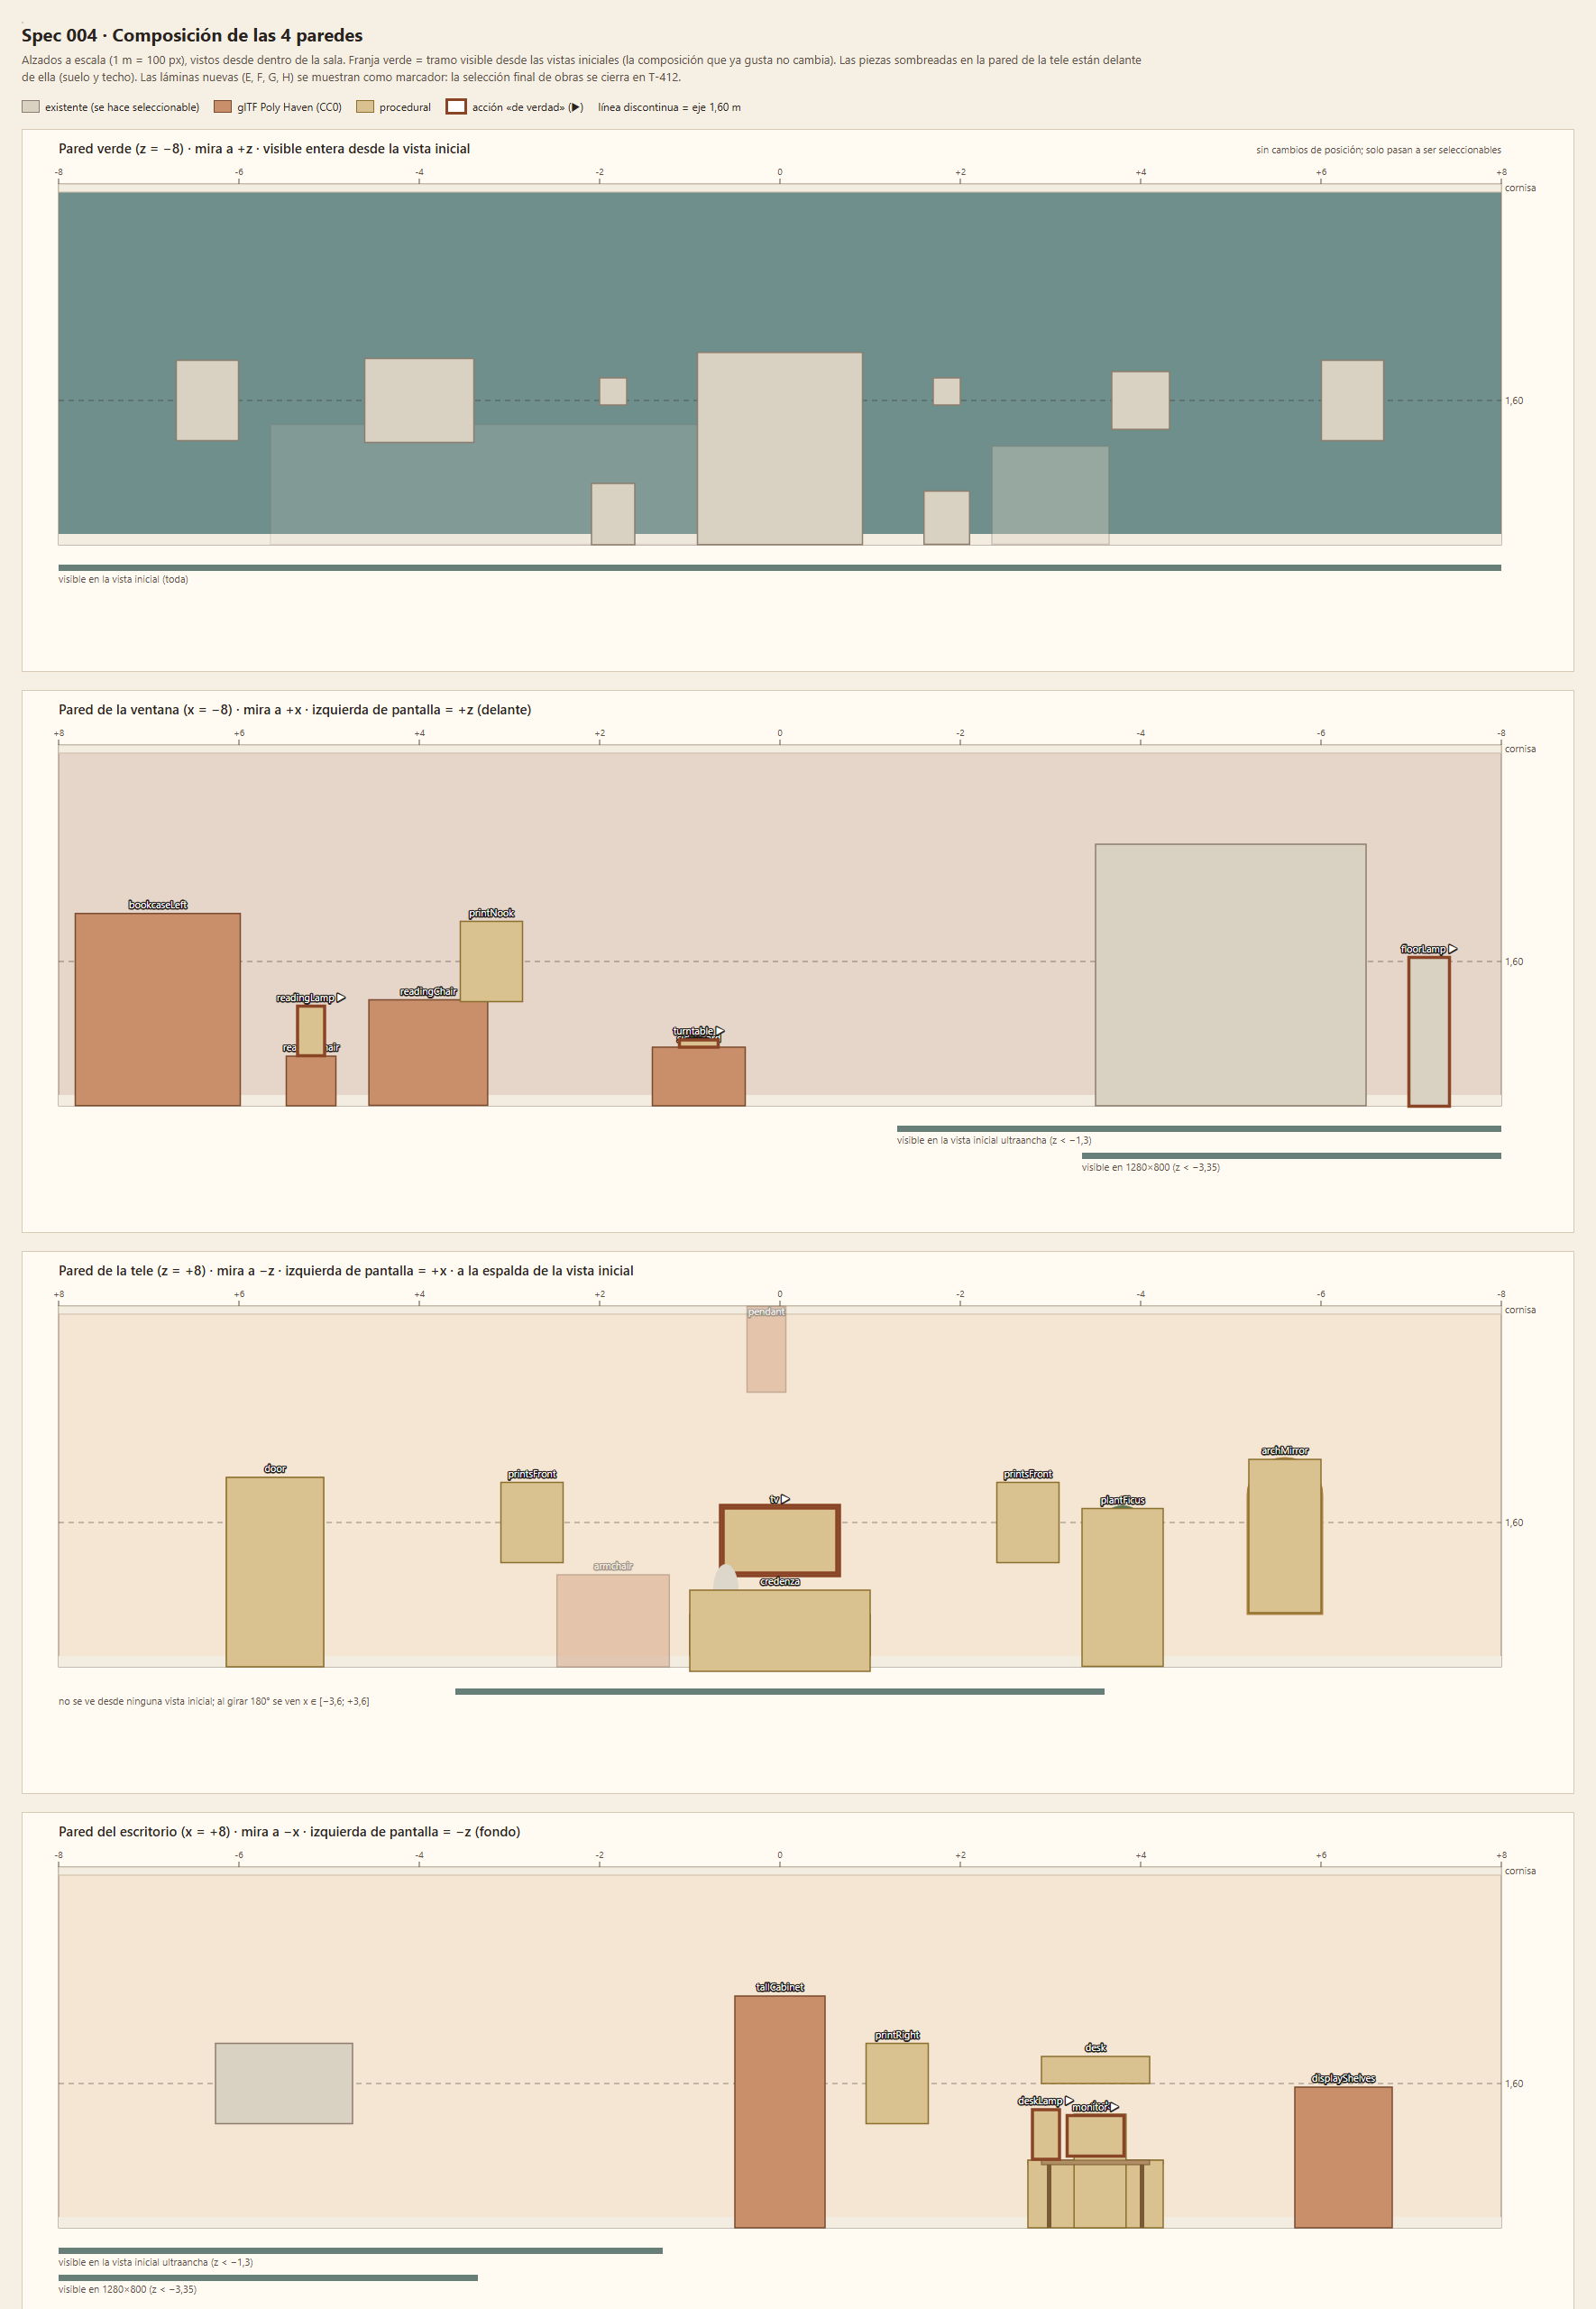 Spec 004 · Composición de las 4 paredes
Alzados a escala (1 m = 100 px), vistos desde dentro de la sala. Franja verde = tramo visible desde las vistas iniciales (la composición que ya gusta no cambia). Las piezas sombreadas en la pared de la tele están delante
de ella (suelo y techo). Las láminas nuevas (E, F, G, H) se muestran como marcador: la selección final de obras se cierra en T-412.
existente (se hace seleccionable) glTF Poly Haven (CC0) procedural acción «de verdad» (▶) línea discontinua = eje 1,60 m
Pared verde (z = −8) · mira a +z · visible entera desde la vista inicial
sin cambios de posición; solo pasan a ser seleccionables
-8 -6 -4 -2 0 +2 +4 +6 +8
cornisa
1,60
visible en la vista inicial (toda)
Pared de la ventana (x = −8) · mira a +x · izquierda de pantalla = +z (delante)
+8 +6 +4 +2 0 -2 -4 -6 -8
cornisa
bookcaseLeft
printNook
floorLamp ▶
1,60
readingChair
readingLamp ▶
turntable ▶
visible en la vista inicial ultraancha (z < −1,3)
visible en 1280×800 (z < −3,35)
Pared de la tele (z = +8) · mira a −z · izquierda de pantalla = +x · a la espalda de la vista inicial
+8 +6 +4 +2 0 -2 -4 -6 -8
cornisa
pendant
archMirror
door
printsFront
printsFront
tv ▶
plantFicus
1,60
armchair
credenza
no se ve desde ninguna vista inicial; al girar 180° se ven x ∈ [−3,6; +3,6]
Pared del escritorio (x = +8) · mira a −x · izquierda de pantalla = −z (fondo)
-8 -6 -4 -2 0 +2 +4 +6 +8
cornisa
tallCabinet
printRight
desk
displayShelves
1,60
deskLamp ▶
monitor ▶
visible en la vista inicial ultraancha (z < −1,3)
visible en 1280×800 (z < −3,35)